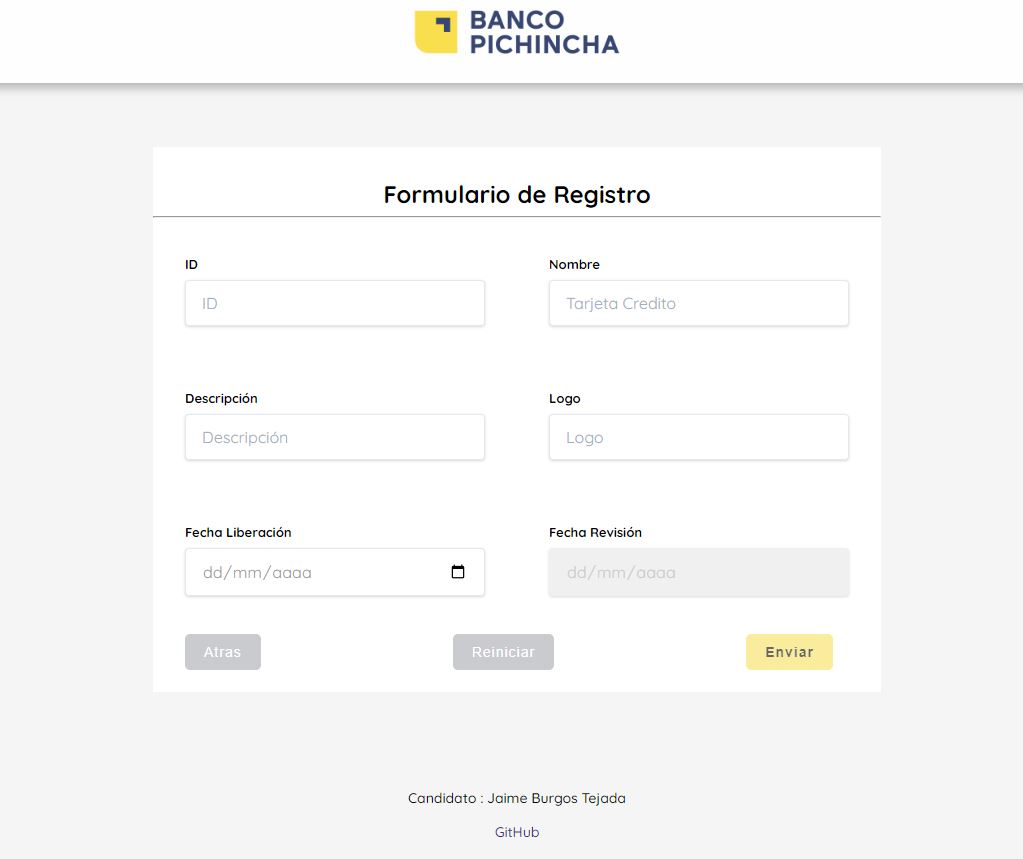 BANCO
PICHINCHA
Formulario de Registro
ID Nombre
ID Tarjeta Credito
Descripción Logo
Descripción Logo
Fecha Liberación Fecha Revisión
dd/mm/aaaa dd/mm/aaaa
Atras Reiniciar Enviar
Candidato : Jaime Burgos Tejada
GitHub